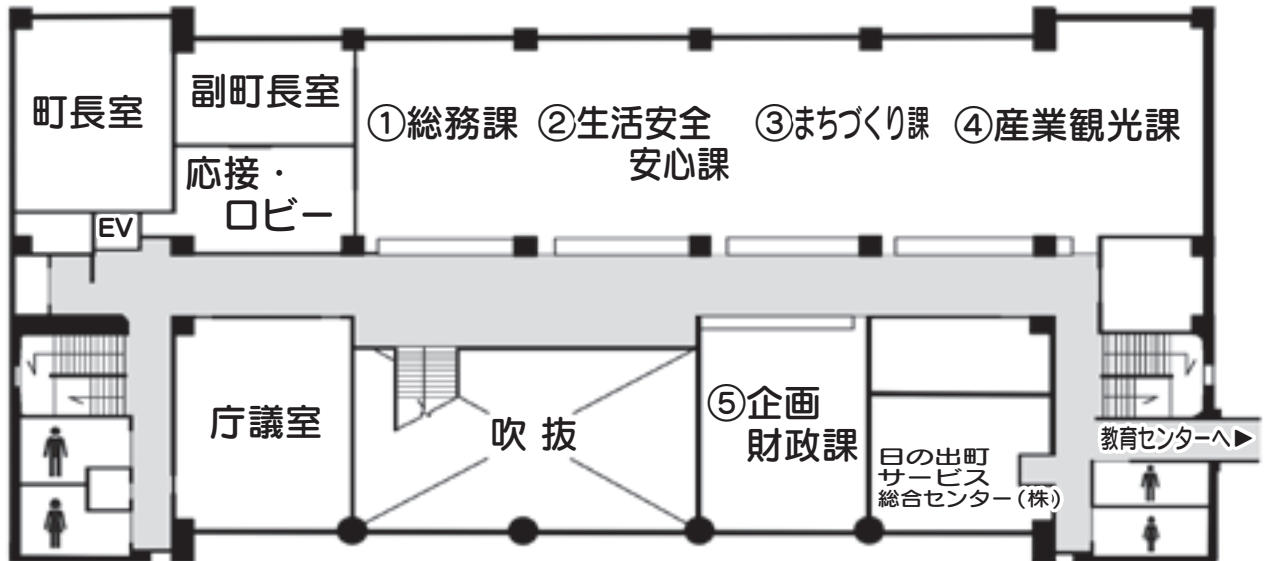 町長室
副町長室
応接・
ロビー
EV
①総務課
②生活安全
安心課
③まちづくり課
④産業観光課
庁議室
吹抜
⑤企画
財政課
日の出町
サービス
総合センター(株)
教育センターへ▶